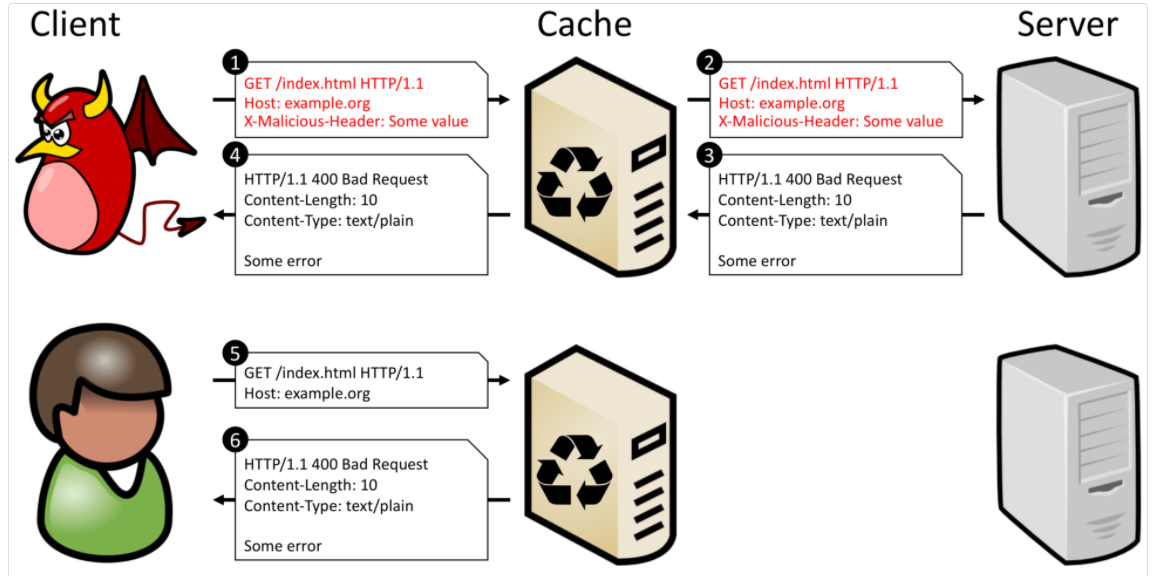 Client
Cache
Server
1
GET /index.html HTTP/1.1
Host: example.org
X-Malicious-Header: Some value
2
GET /index.html HTTP/1.1
Host: example.org
X-Malicious-Header: Some value
4
HTTP/1.1 400 Bad Request
Content-Length: 10
Content-Type: text/plain
Some error
3
HTTP/1.1 400 Bad Request
Content-Length: 10
Content-Type: text/plain
Some error
5
GET /index.html HTTP/1.1
Host: example.org
6
HTTP/1.1 400 Bad Request
Content-Length: 10
Content-Type: text/plain
Some error